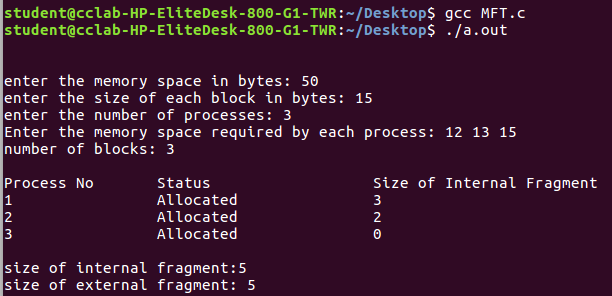 student@cclab-HP-EliteDesk-800-G1-TWR:~/Desktop$ gcc MFT.c
student@cclab-HP-EliteDesk-800-G1-TWR:~/Desktop$ ./a.out
enter the memory space in bytes: 50
enter the size of each block in bytes: 15
enter the number of processes: 3
Enter the memory space required by each process: 12 13 15
number of blocks: 3
Process No Status Size of Internal Fragment
1 Allocated 3
2 Allocated 2
3 Allocated 0
size of internal fragment:5
size of external fragment: 5